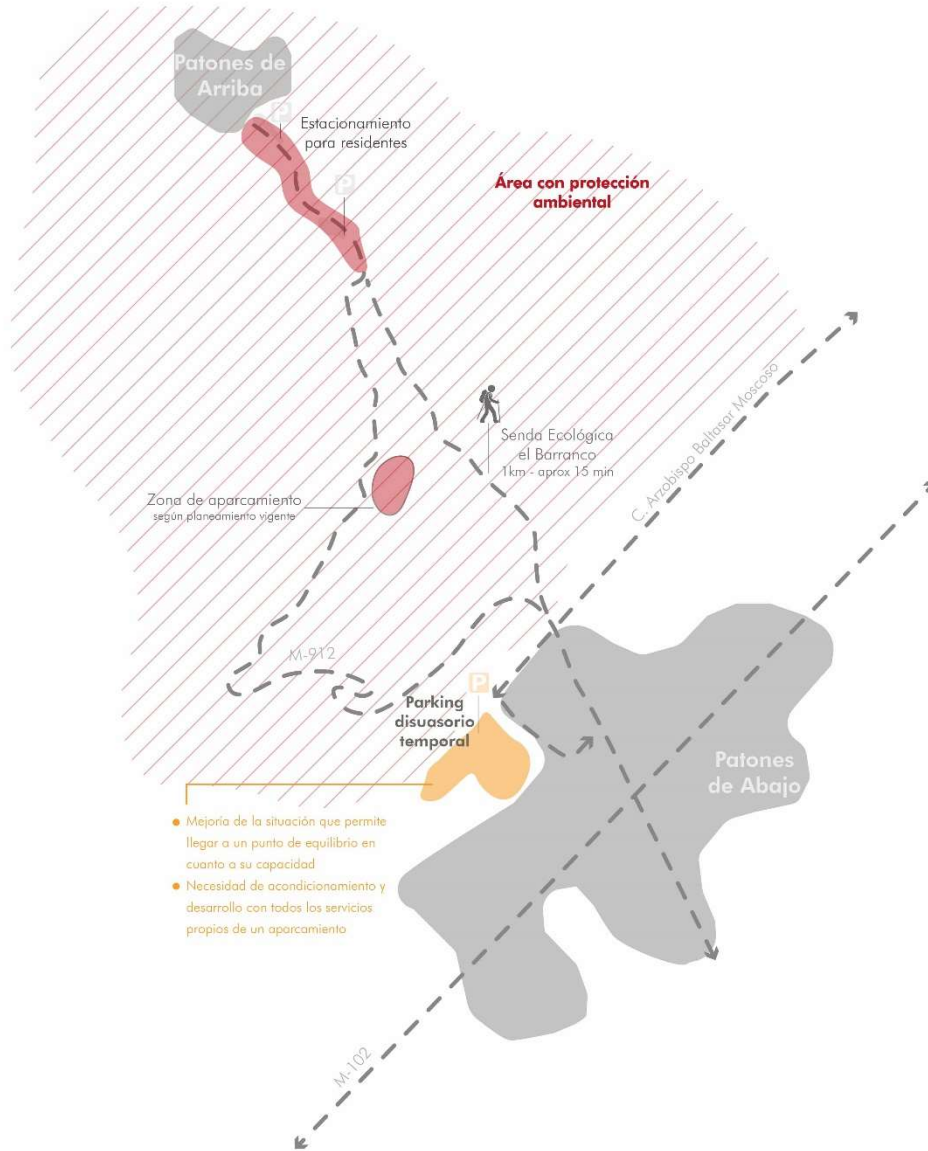 Patones de
Arriba
P
Estacionamiento
para residentes
P
Área con protección
ambiental
C. Arzobispo Baltasar Moscoso
Senda Ecológica
el Barranco
1km - aprox 15 min
Zona de aparcamiento
según planeamiento vigente
M-912
P
Parking
disuasorio
temporal
Patones
de Abajo
● Mejoría de la situación que permite
llegar a un punto de equilibrio en
cuanto a su capacidad
● Necesidad de acondicionamiento y
desarrollo con todos los servicios
propios de un aparcamiento
M-102